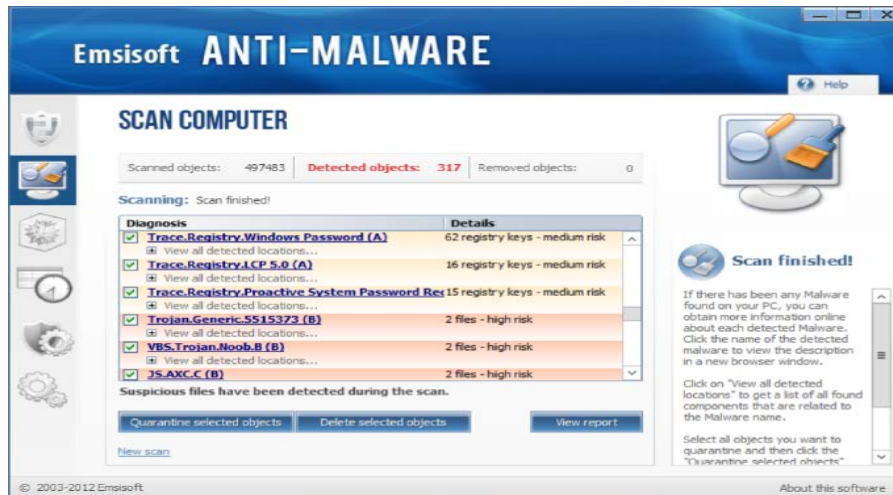 Emsisoft ANTI-MALWARE
Help
SCAN COMPUTER
Scanned objects: 497483 Detected objects: 317 Removed objects: 0
Scanning: Scan finished!
Diagnosis Details
Trace.Registry.Windows Password (A) 62 registry keys - medium risk
View all detected locations...
Trace.Registry.LCP 5.0 (A) 16 registry keys - medium risk
View all detected locations...
Trace.Registry.Proactive System Password Rec 15 registry keys - medium risk
View all detected locations...
Trojan.Generic.5515373 (B) 2 files - high risk
View all detected locations...
VBS.Trojan.Noob.B (B) 2 files - high risk
View all detected locations...
JS.AXC.C (B) 2 files - high risk
Suspicious files have been detected during the scan.
Quarantine selected objects Delete selected objects View report
New scan
Scan finished!
If there has been any Malware
found on your PC, you can
obtain more information online
about each detected Malware.
Click the name of the detected
malware to view the description
in a new browser window.
Click on "View all detected
locations" to get a list of all found
components that are related to
the Malware name.
Select all objects you want to
quarantine and then click the
"Quarantine selected objects"
© 2003-2012 Emsisoft About this software